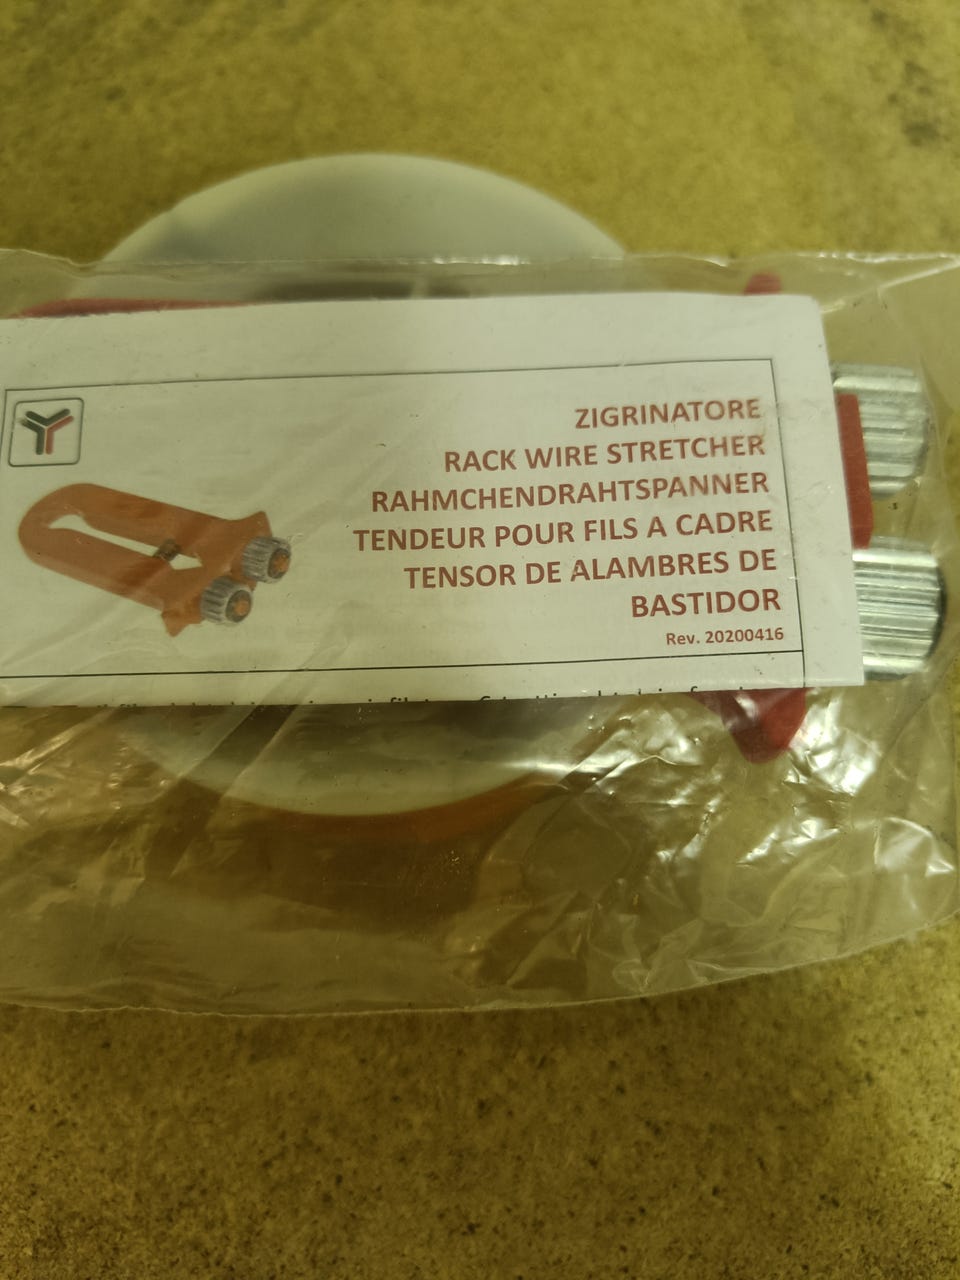 ZIGRINATORE
RACK WIRE STRETCHER
RAHMCHENDRAHTSPANNER
TENDEUR POUR FILS A CADRE
TENSOR DE ALAMBRES DE
BASTIDOR
Rev. 20200416